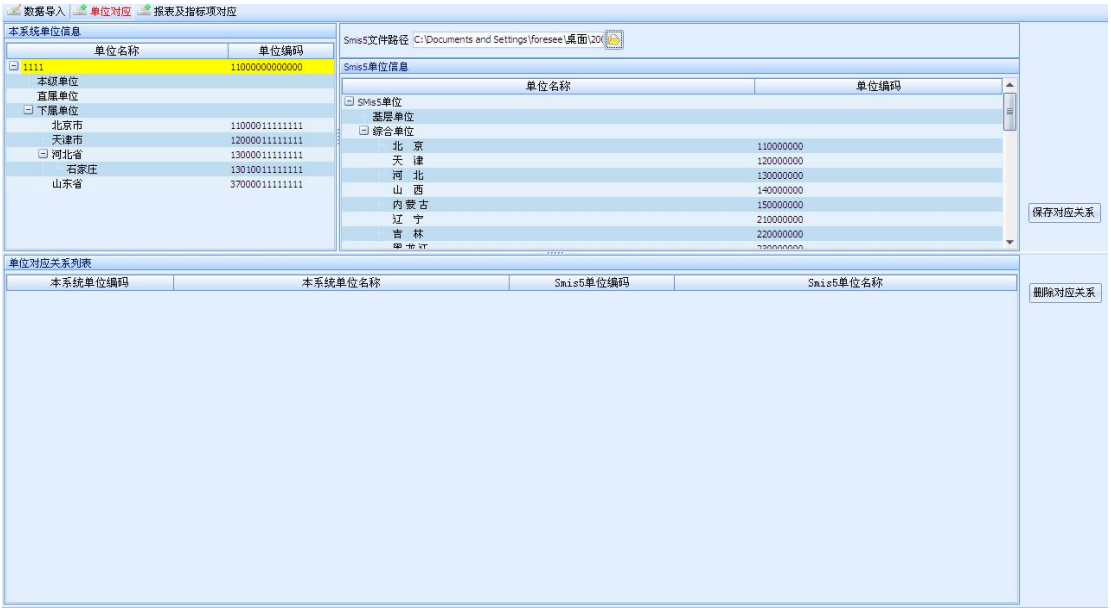 数据导入 单位对应 报表及指标项对应
本系统单位信息
单位名称 单位编码
1111 11000000000000
本级单位
直属单位
下属单位
北京市 11000011111111
天津市 12000011111111
河北省 13000011111111
石家庄 13010011111111
山东省 37000011111111
Smis5文件路径 C:\Documents and Settings\foresee\桌面\200
Smis5单位信息
单位名称 单位编码
SMis5单位
基层单位
综合单位
北 京 110000000
天 津 120000000
河 北 130000000
山 西 140000000
内蒙古 150000000
辽 宁 210000000
吉 林 220000000
黑龙江 230000000
保存对应关系
单位对应关系列表
本系统单位编码 本系统单位名称 Smis5单位编码 Smis5单位名称
删除对应关系